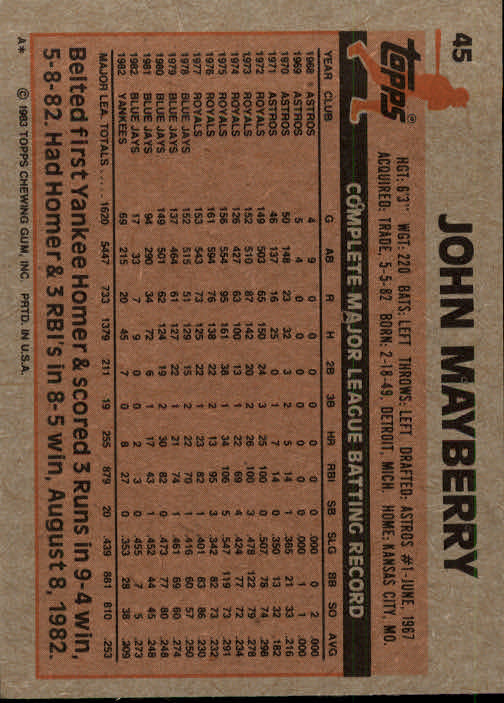 45
topps®
JOHN MAYBERRY
HGT: 6'3" WGT: 220 BATS: LEFT THROWS: LEFT DRAFTED: ASTROS #1-JUNE, 1967
ACQUIRED: TRADE, 5-5-82 BORN: 2-18-49, DETROIT, MICH. HOME: KANSAS CITY, MO.
COMPLETE MAJOR LEAGUE BATTING RECORD
YEAR CLUB G AB R H 2B 3B HR RBI SB SLG BB SO AVG
1968 ASTROS 4 9 0 0 0 0 0 0 0 .000 2 2 .000
1969 ASTROS 5 4 0 0 0 0 0 0 0 .000 1 1 .000
1970 ASTROS 50 148 23 32 3 2 5 14 1 .365 21 33 .216
1971 ASTROS 46 137 16 25 0 1 7 14 0 .350 13 32 .182
1972 ROYALS 149 503 65 150 24 3 25 100 0 .507 78 74 .298
1973 ROYALS 152 510 87 142 20 2 26 100 3 .478 122 79 .278
1974 ROYALS 126 427 63 100 13 1 22 69 4 .424 77 72 .234
1975 ROYALS 156 554 95 161 38 1 34 106 5 .547 119 73 .291
1976 ROYALS 161 594 76 138 22 2 13 95 3 .342 82 73 .232
1977 ROYALS 153 543 73 125 22 1 23 82 1 .401 83 86 .230
1978 BLUE JAYS 152 515 51 129 15 2 22 70 1 .416 60 57 .250
1979 BLUE JAYS 137 464 61 127 22 1 21 74 1 .461 69 60 .274
1980 BLUE JAYS 149 501 62 124 19 2 30 82 0 .473 77 80 .248
1981 BLUE JAYS 94 290 34 72 6 1 17 43 1 .452 44 45 .248
1982 BLUE JAYS 17 33 7 9 2 0 2 3 0 .455 7 5 .273
1982 YANKEES 69 215 20 45 7 0 8 27 0 .353 28 38 .209
MAJOR LEA. TOTALS .... 1620 5447 733 1379 211 19 255 879 20 .439 881 810 .253
Belted first Yankee Homer & scored 3 Runs in 9-4 win,
5-8-82. Had Homer & 3 RBI's in 8-5 win, August 8, 1982.
A* © 1983 TOPPS CHEWING GUM, INC. PRTD. IN U.S.A.